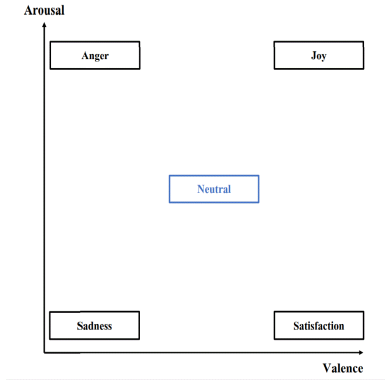 Arousal
Anger
Joy
Neutral
Sadness
Satisfaction
Valence